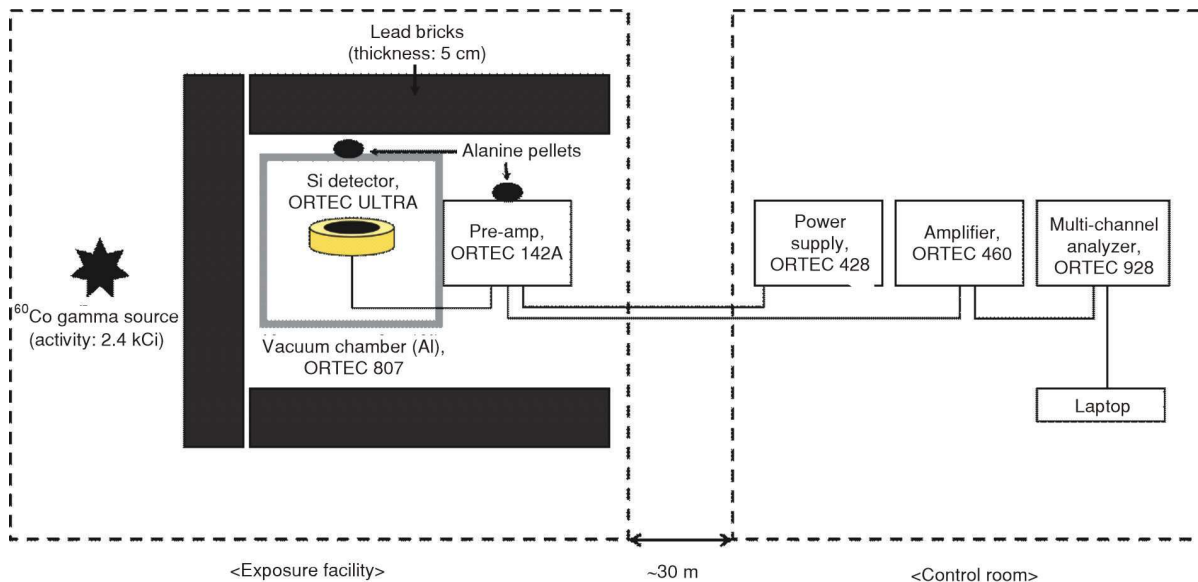 Lead bricks
(thickness: 5 cm)
Alanine pellets
Si detector,
ORTEC ULTRA
Pre-amp,
ORTEC 142A
Power
supply,
ORTEC 428
Amplifier,
ORTEC 460
Multi-channel
analyzer,
ORTEC 928
⁶⁰Co gamma source
(activity: 2.4 kCi)
Vacuum chamber (Al),
ORTEC 807
Laptop
<Exposure facility>
~30 m
<Control room>